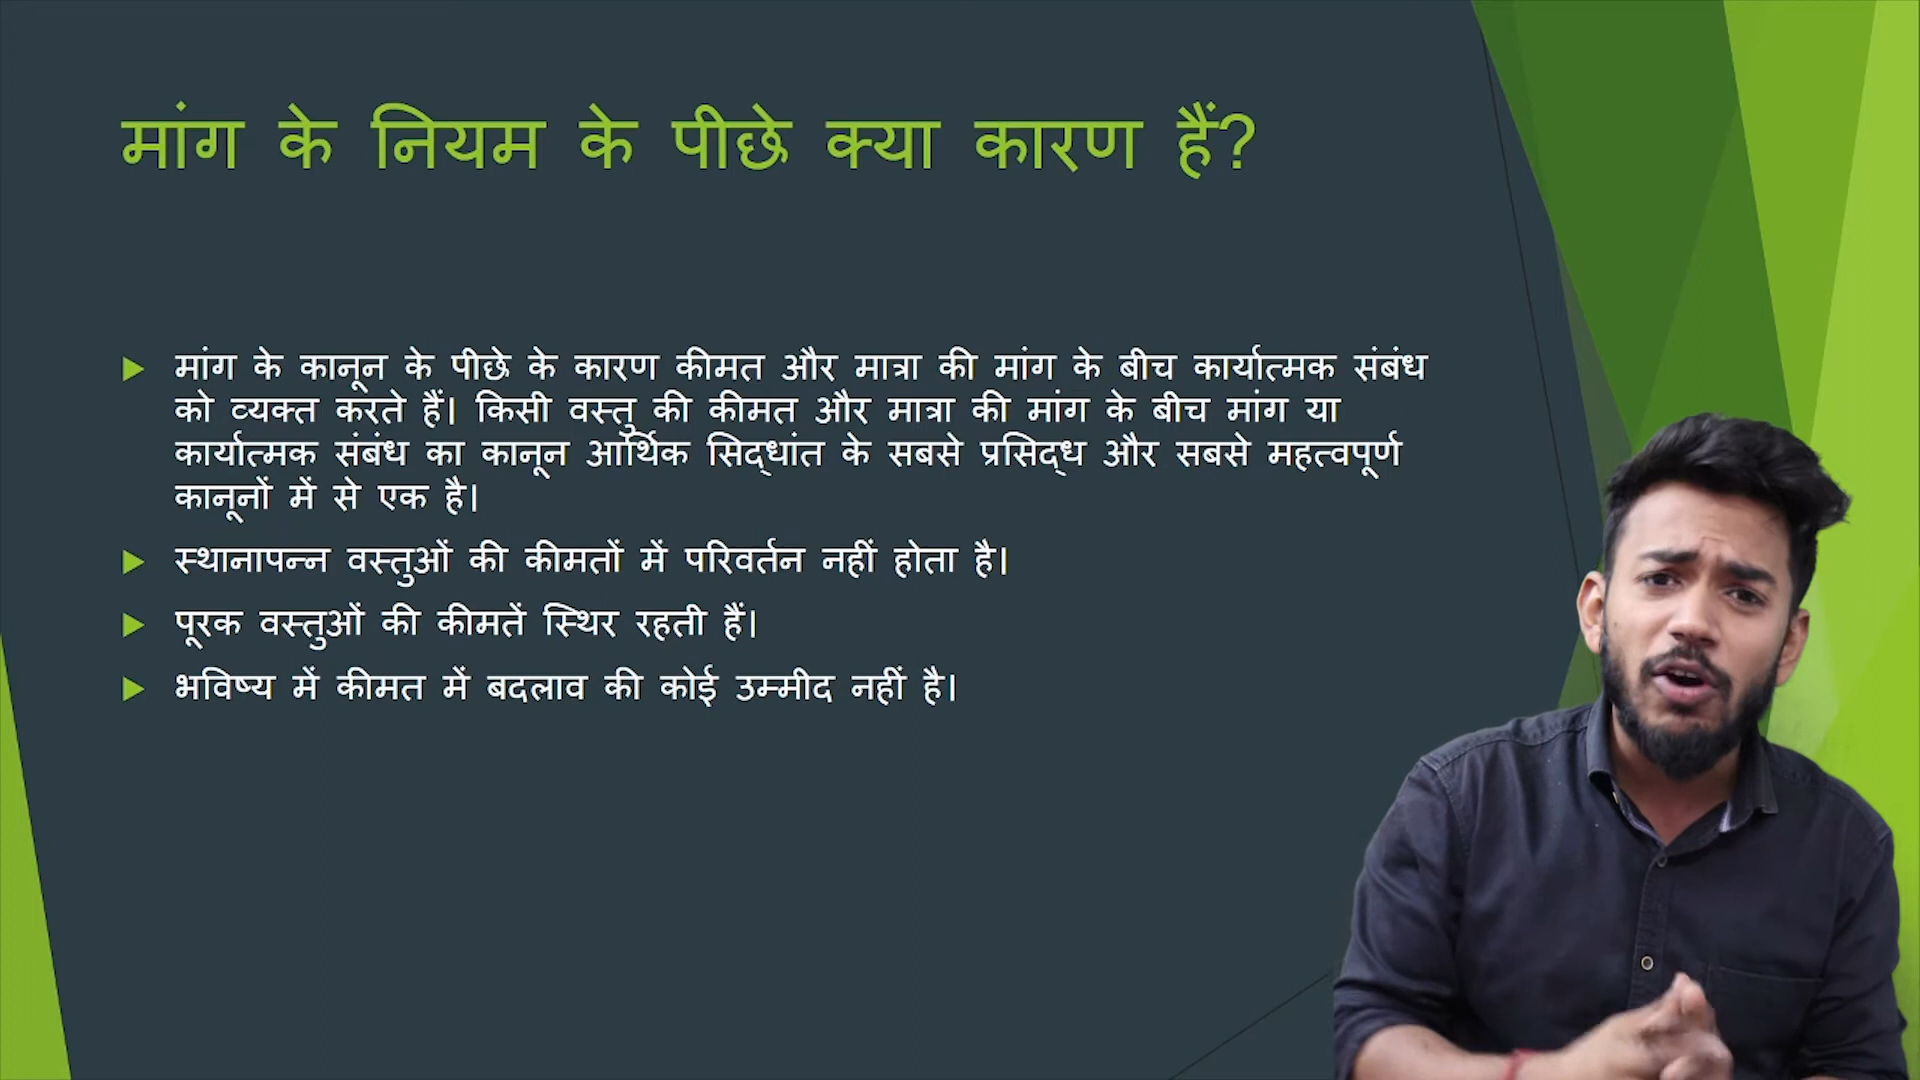 मांग के नियम के पीछे क्या कारण हैं?
मांग के कानून के पीछे के कारण कीमत और मात्रा की मांग के बीच कार्यात्मक संबंध
को व्यक्त करते हैं। किसी वस्तु की कीमत और मात्रा की मांग के बीच मांग या
कार्यात्मक संबंध का कानून आर्थिक सिद्धांत के सबसे प्रसिद्ध और सबसे महत्वपूर्ण
कानूनों में से एक है।
स्थानापन्न वस्तुओं की कीमतों में परिवर्तन नहीं होता है।
पूरक वस्तुओं की कीमतें स्थिर रहती हैं।
भविष्य में कीमत में बदलाव की कोई उम्मीद नहीं है।